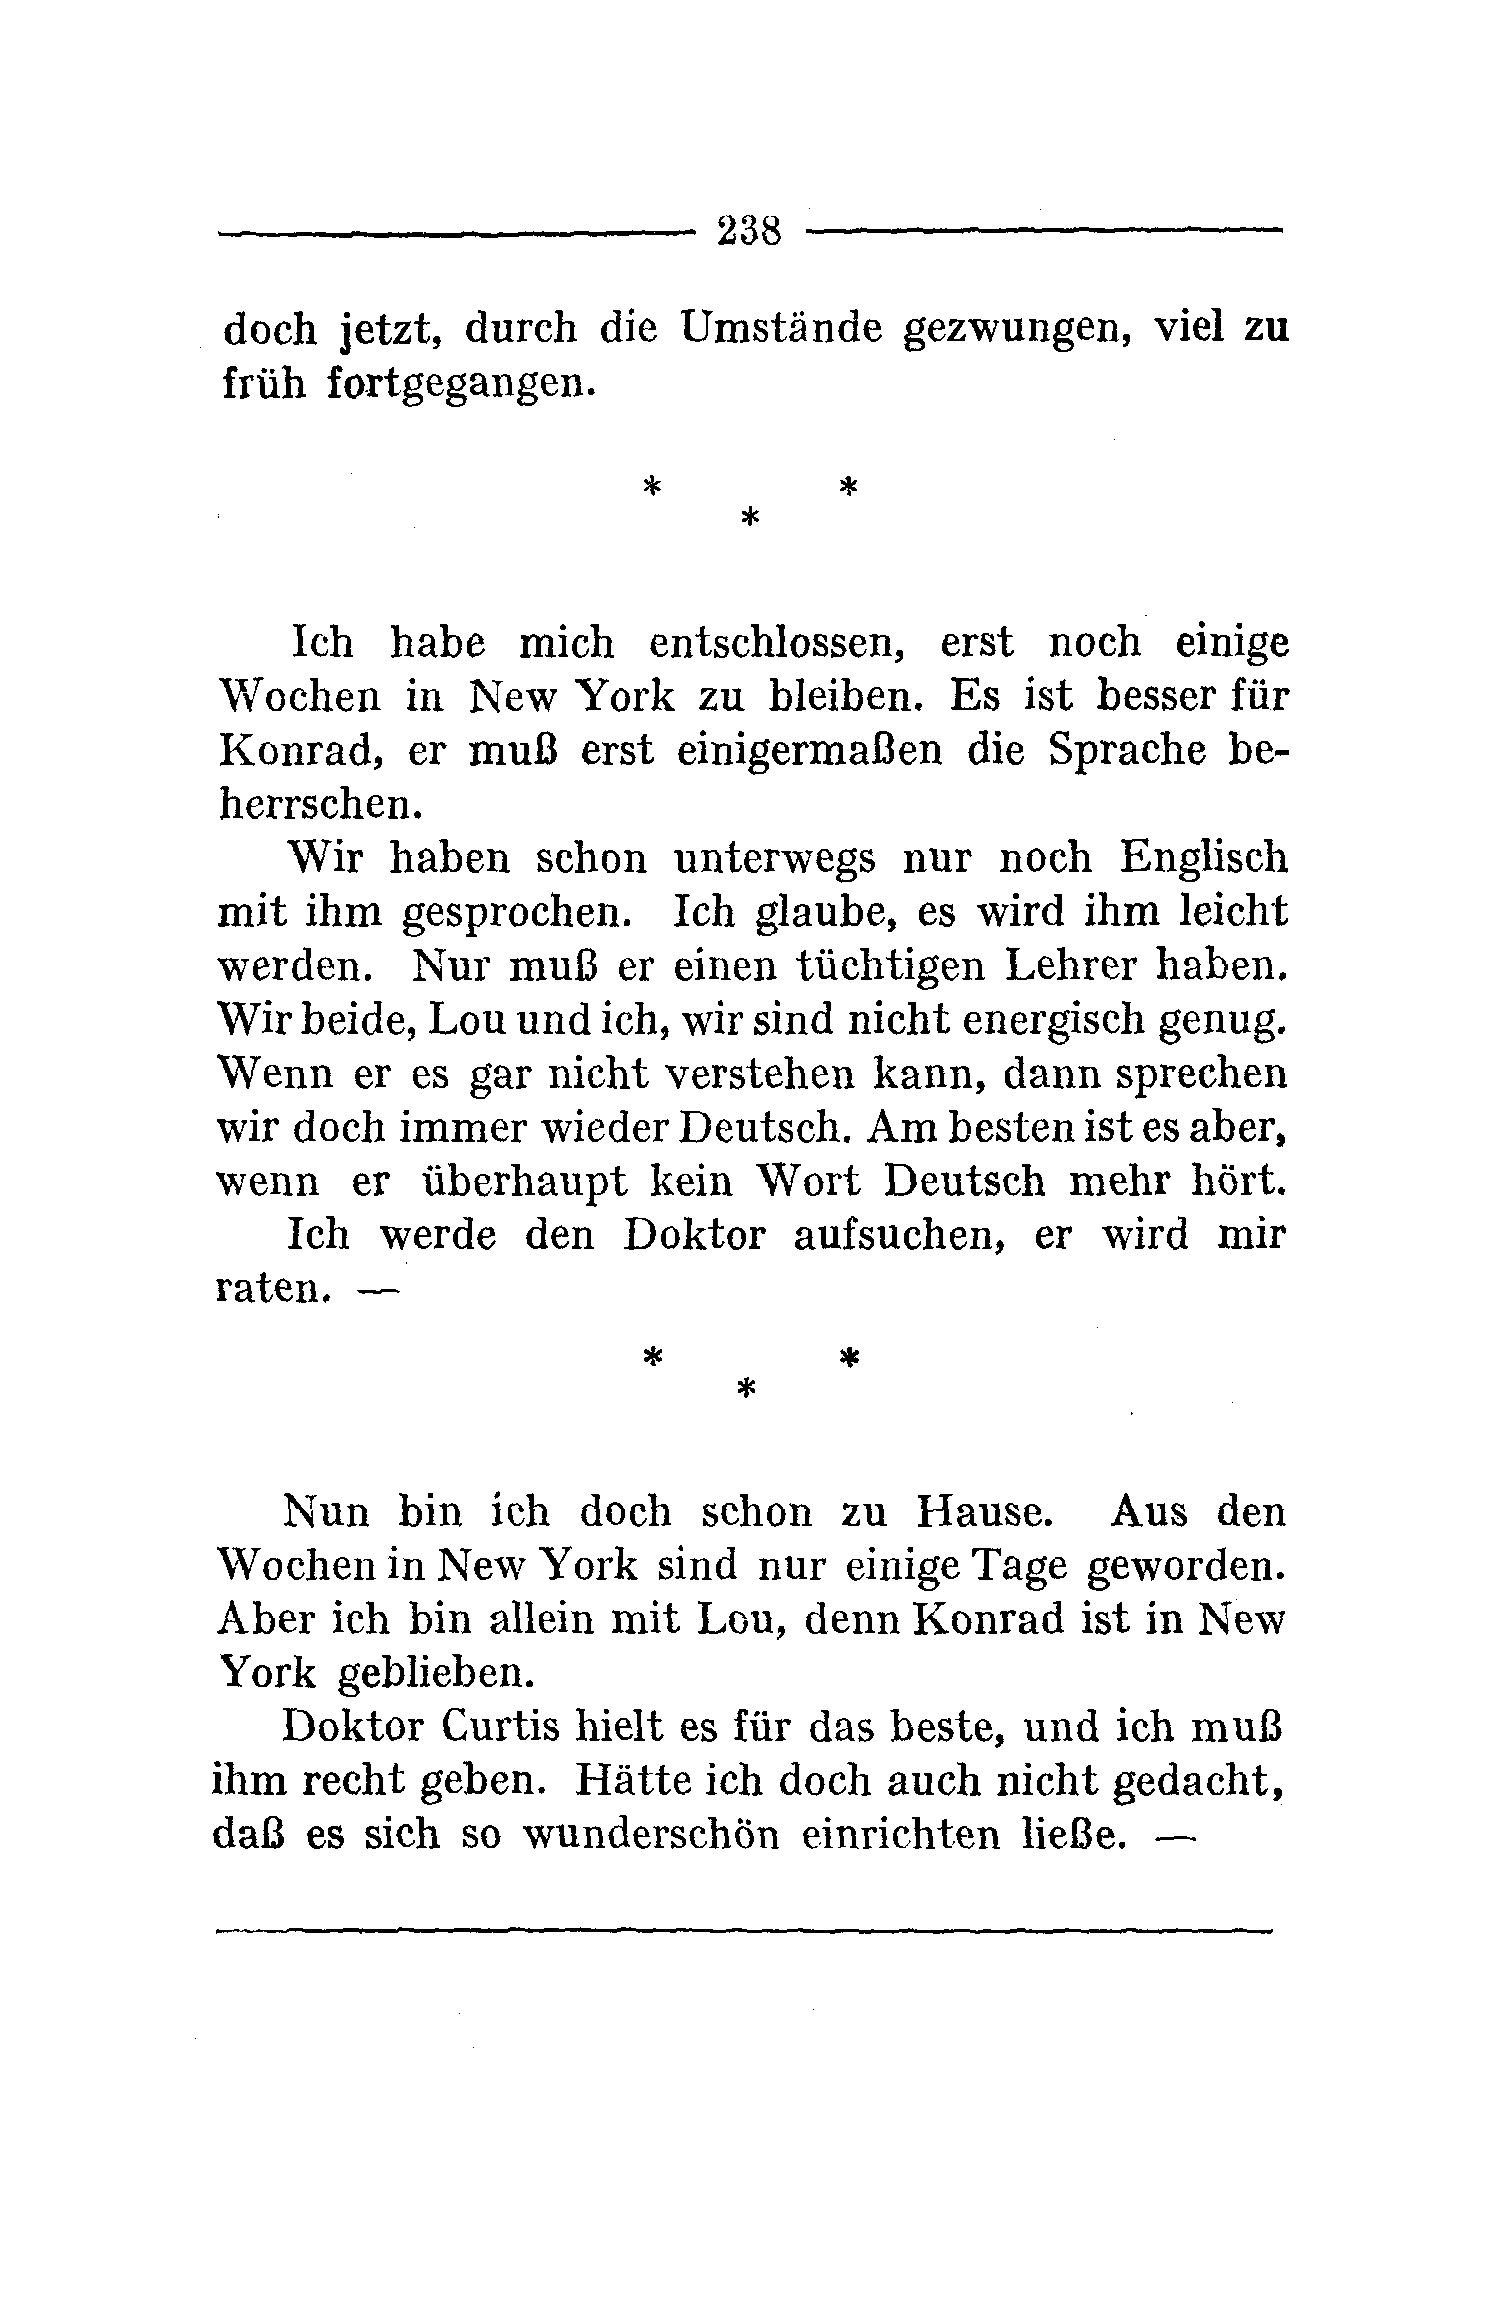 238
doch jetzt, durch die Umstände gezwungen, viel zu
früh fortgegangen.
* *
*
Ich habe mich entschlossen, erst noch einige
Wochen in New York zu bleiben. Es ist besser für
Konrad, er muß erst einigermaßen die Sprache be-
herrschen.
Wir haben schon unterwegs nur noch Englisch
mit ihm gesprochen. Ich glaube, es wird ihm leicht
werden. Nur muß er einen tüchtigen Lehrer haben.
Wir beide, Lou und ich, wir sind nicht energisch genug.
Wenn er es gar nicht verstehen kann, dann sprechen
wir doch immer wieder Deutsch. Am besten ist es aber,
wenn er überhaupt kein Wort Deutsch mehr hört.
Ich werde den Doktor aufsuchen, er wird mir
raten. —
* *
*
Nun bin ich doch schon zu Hause. Aus den
Wochen in New York sind nur einige Tage geworden.
Aber ich bin allein mit Lou, denn Konrad ist in New
York geblieben.
Doktor Curtis hielt es für das beste, und ich muß
ihm recht geben. Hätte ich doch auch nicht gedacht,
daß es sich so wunderschön einrichten ließe. —